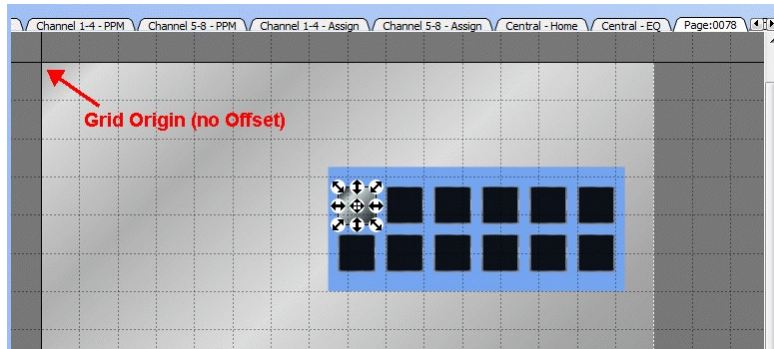 Channel 1-4 - PPM Channel 5-8 - PPM Channel 1-4 - Assign Channel 5-8 - Assign Central - Home Central - EQ Page:0078
Grid Origin (no Offset)